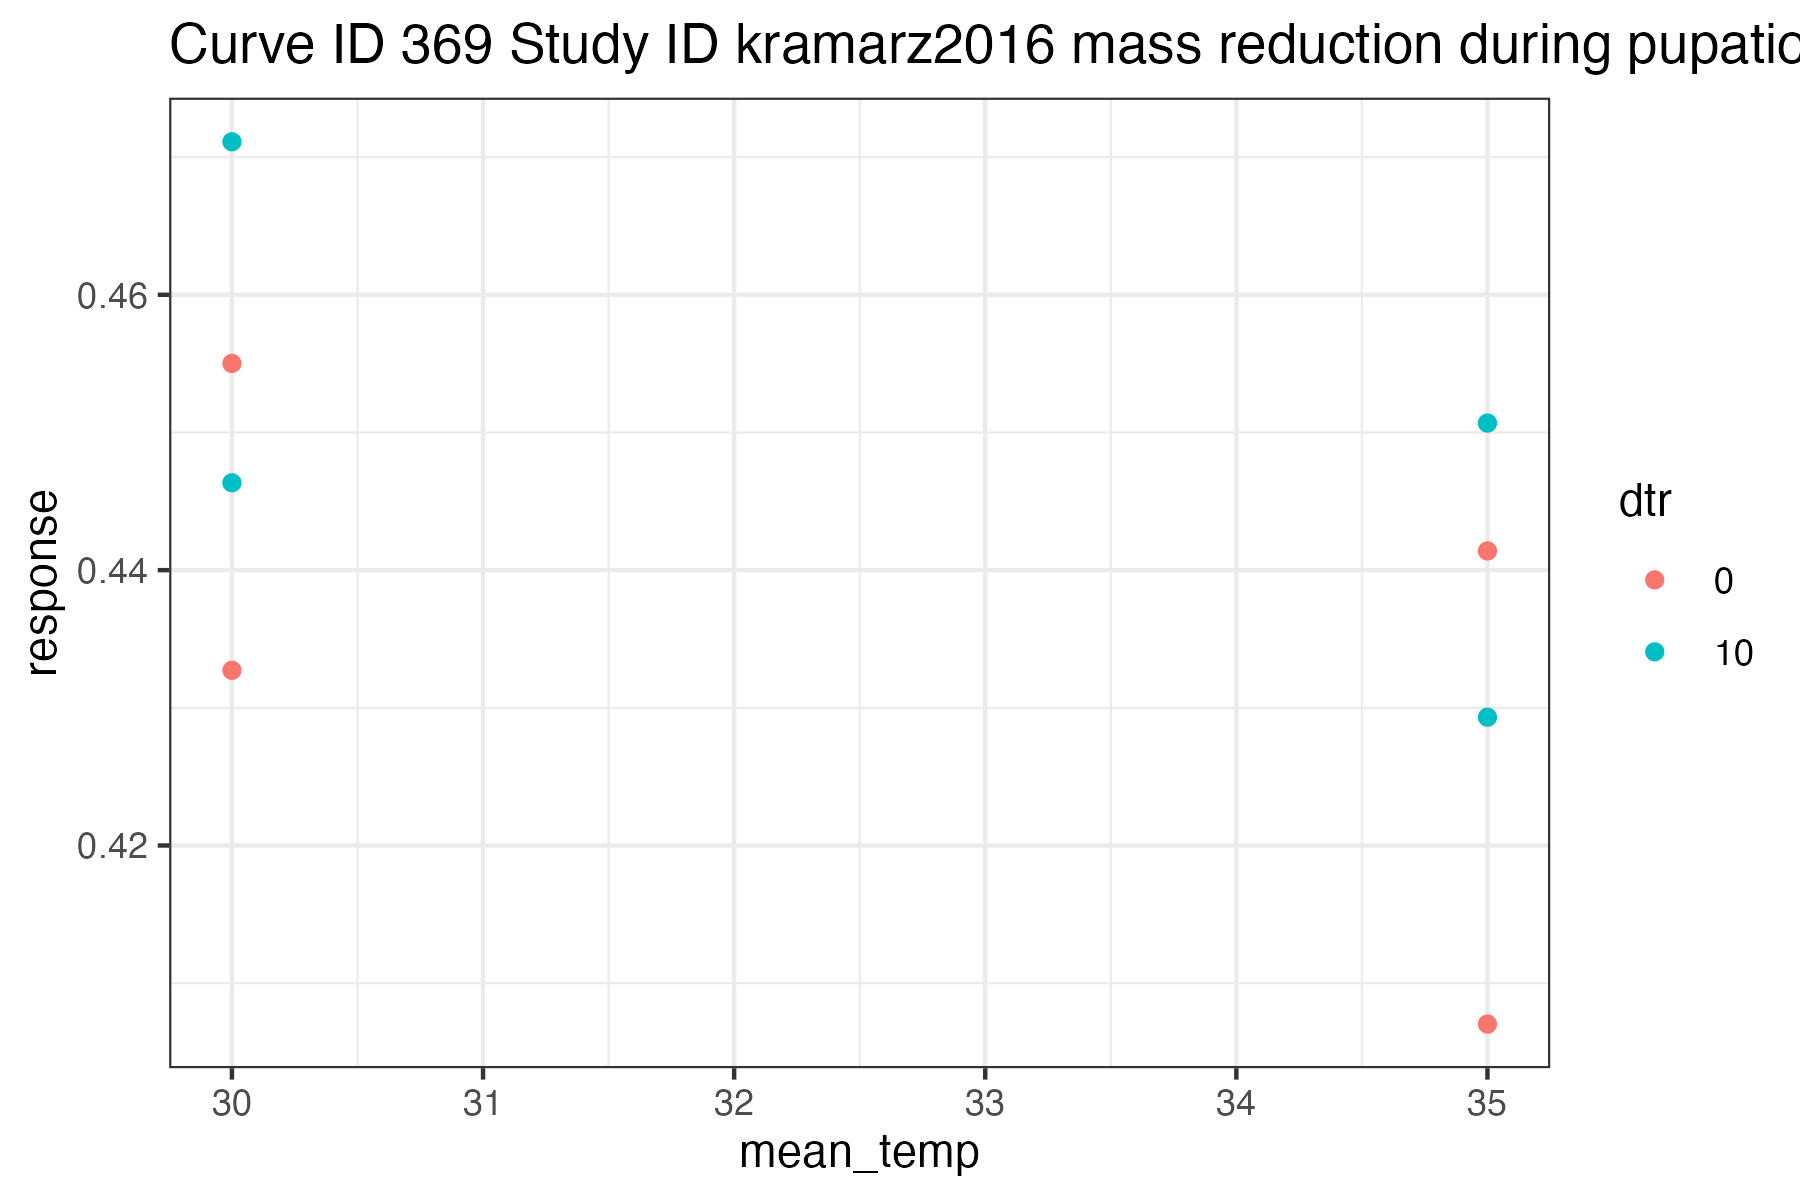 Curve ID 369 Study ID kramarz2016 mass reduction during pupatio
0.46
0.44
0.42
response
30 31 32 33 34 35
mean_temp
dtr
0
10